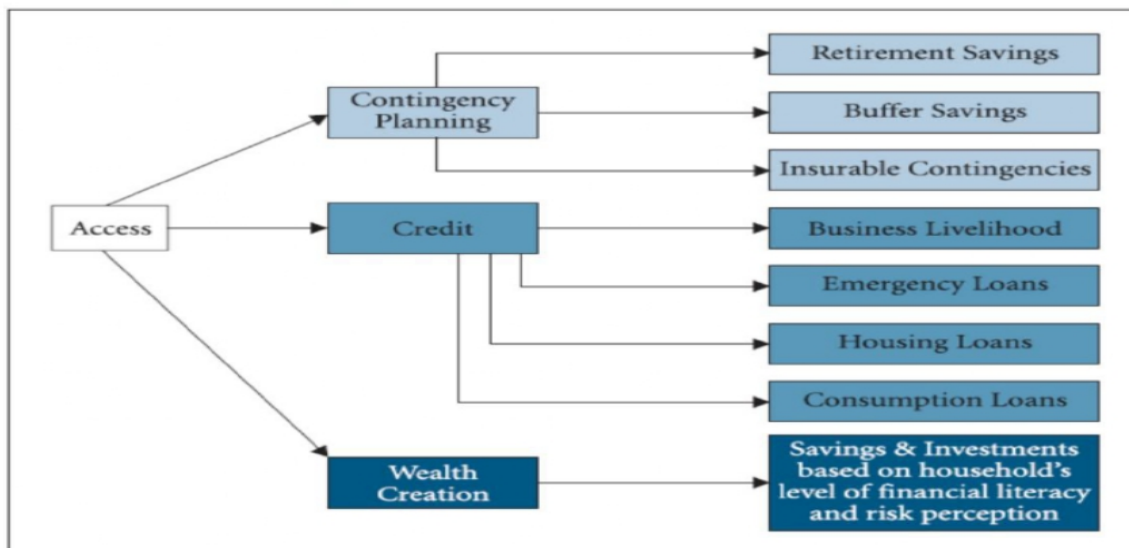 Retirement Savings
Contingency
Planning
Buffer Savings
Insurable Contingencies
Access
Credit
Business Livelihood
Emergency Loans
Housing Loans
Consumption Loans
Wealth
Creation
Savings & Investments
based on household's
level of financial literacy
and risk perception